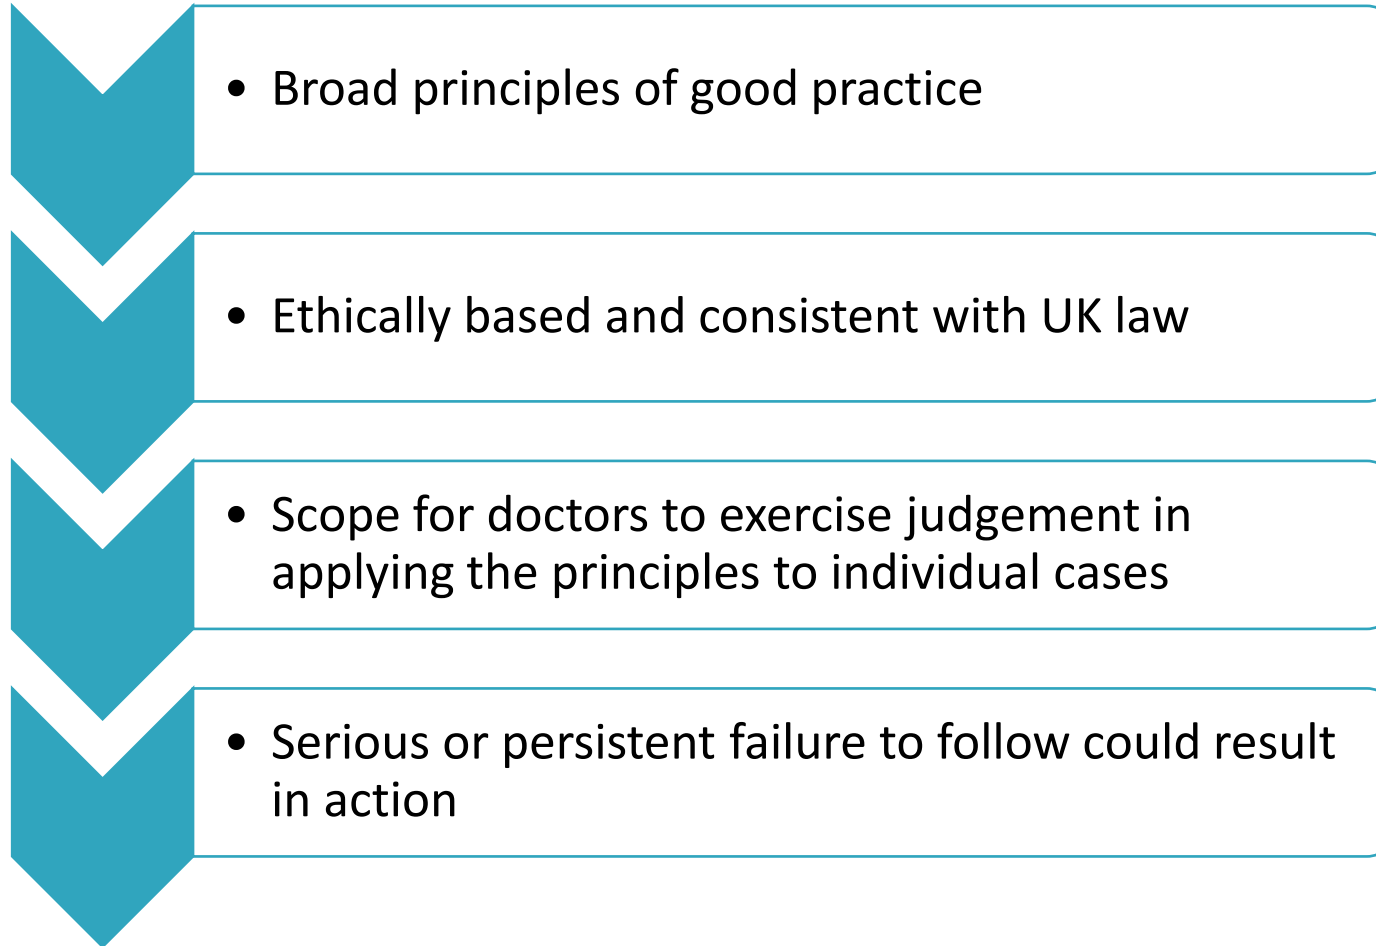 • Broad principles of good practice
• Ethically based and consistent with UK law
• Scope for doctors to exercise judgement in
applying the principles to individual cases
• Serious or persistent failure to follow could result
in action